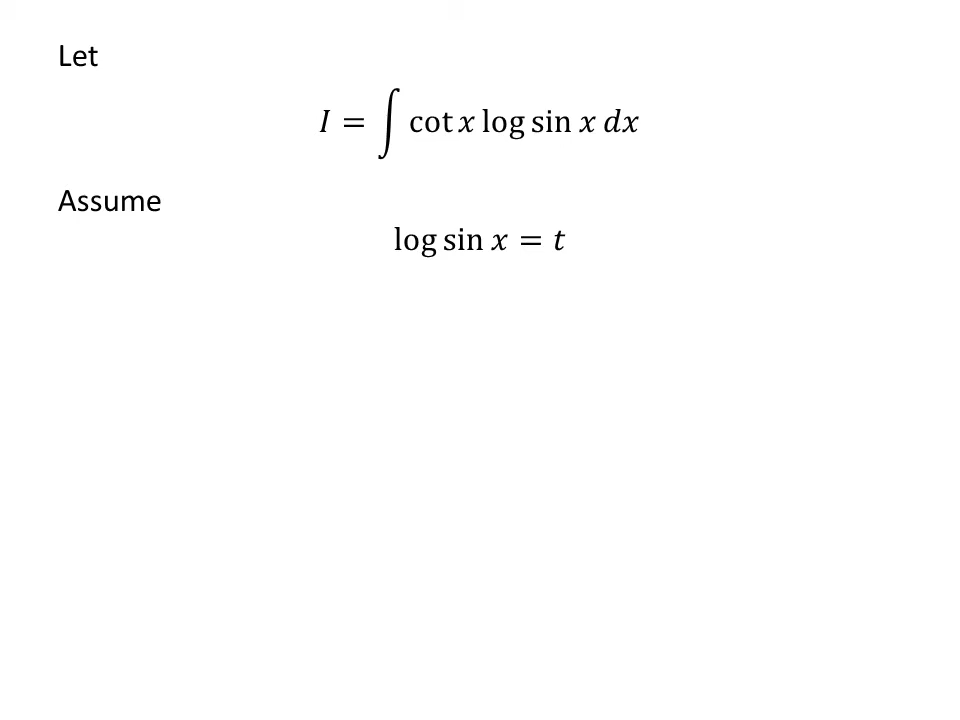 Let
𝐼 = ∫ cot 𝑥 log sin 𝑥 𝑑𝑥
Assume
log sin 𝑥 = 𝑡